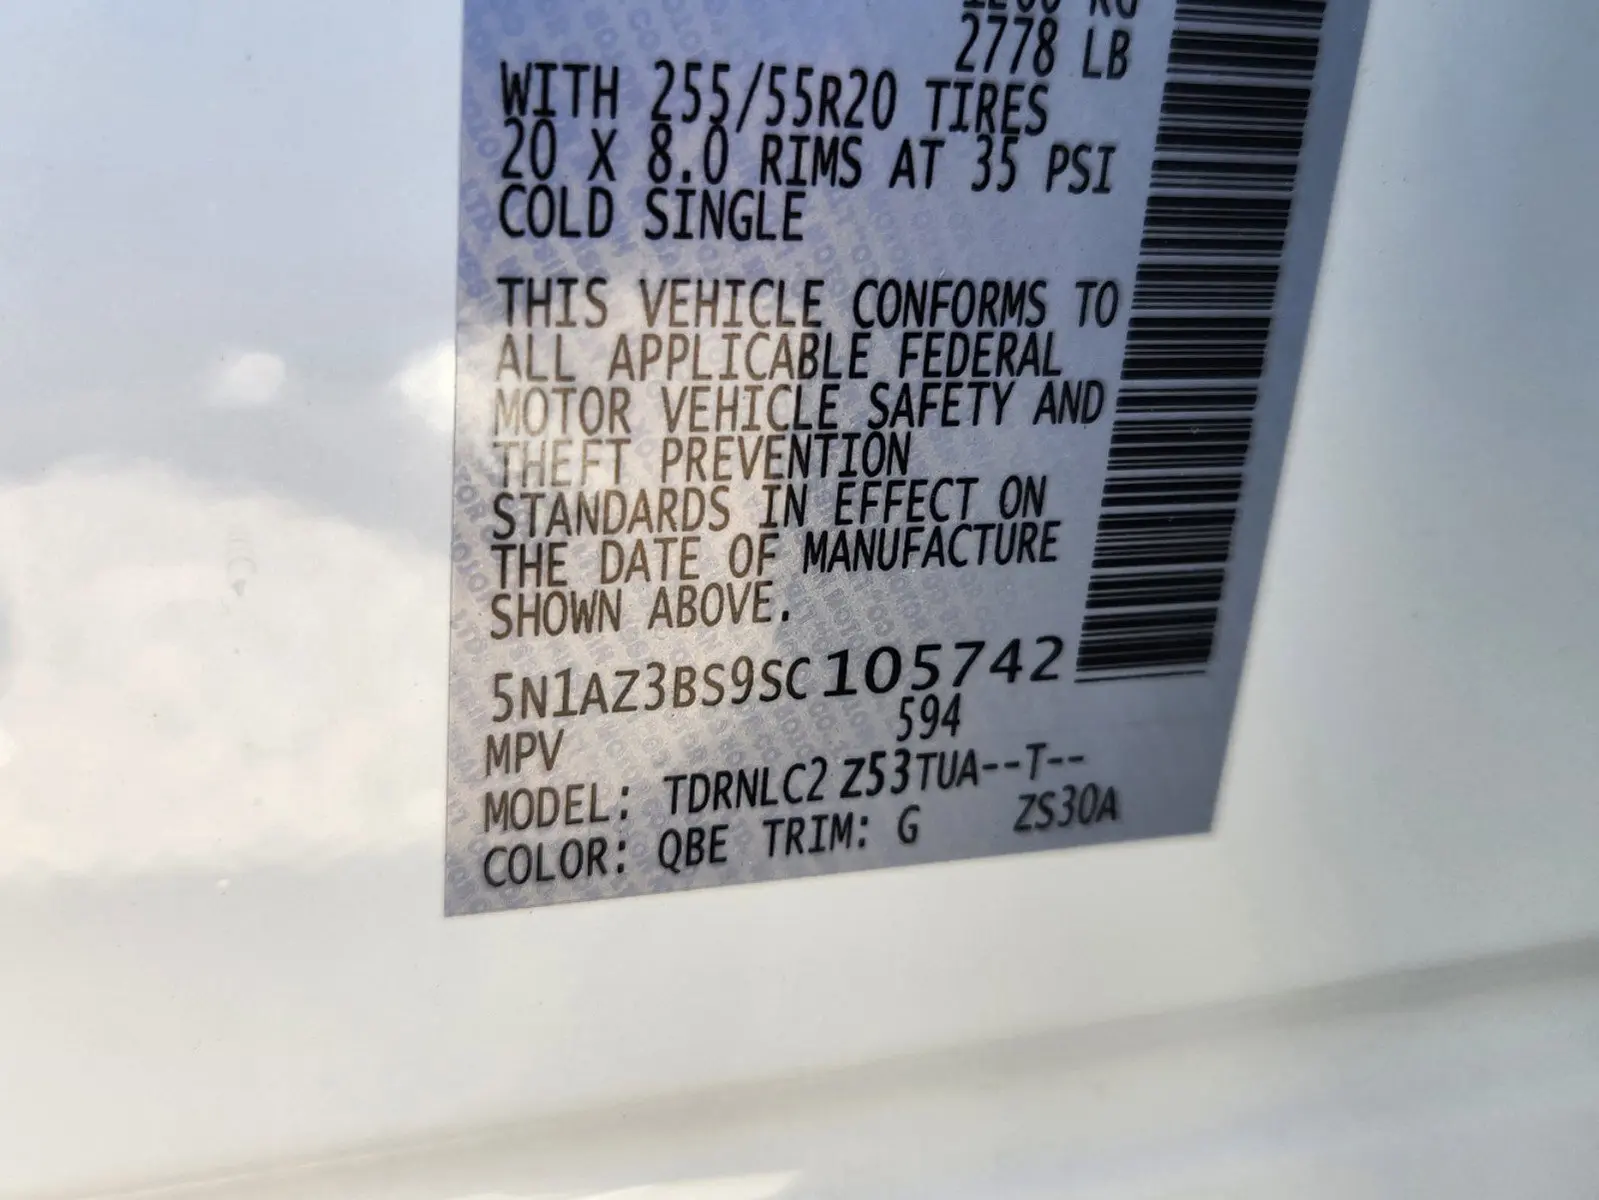 2778 LB
WITH 255/55R20 TIRES
20 X 8.0 RIMS AT 35 PSI
COLD SINGLE
THIS VEHICLE CONFORMS TO
ALL APPLICABLE FEDERAL
MOTOR VEHICLE SAFETY AND
THEFT PREVENTION
STANDARDS IN EFFECT ON
THE DATE OF MANUFACTURE
SHOWN ABOVE.
5N1AZ3BS9SC105742
MPV 594
MODEL: TDRNLC2 Z53TUA--T--
COLOR: QBE TRIM: G ZS30A